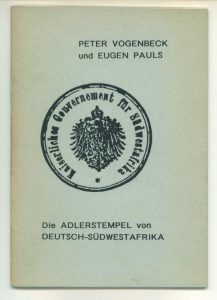 PETER VOGENBECK
und EUGEN PAULS
Kaiserliches Gouvernement für Südwestafrika
*
Die ADLERSTEMPEL von
DEUTSCH-SÜDWESTAFRIKA